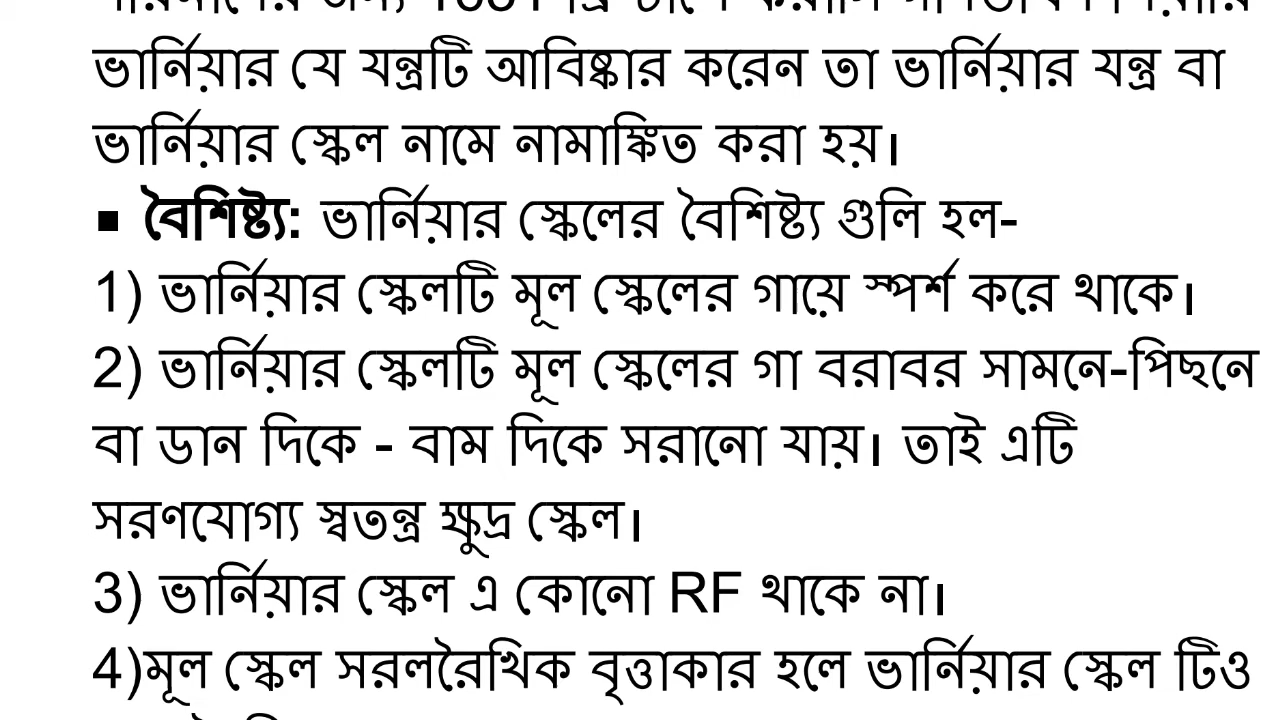 ভার্নিয়ার যে যন্ত্রটি আবিষ্কার করেন তা ভার্নিয়ার যন্ত্র বা
ভার্নিয়ার স্কেল নামে নামাঙ্কিত করা হয়।
▪ বৈশিষ্ট্য: ভার্নিয়ার স্কেলের বৈশিষ্ট্য গুলি হল-
1) ভার্নিয়ার স্কেলটি মূল স্কেলের গায়ে স্পর্শ করে থাকে।
2) ভার্নিয়ার স্কেলটি মূল স্কেলের গা বরাবর সামনে-পিছনে
বা ডান দিকে - বাম দিকে সরানো যায়। তাই এটি
সরণযোগ্য স্বতন্ত্র ক্ষুদ্র স্কেল।
3) ভার্নিয়ার স্কেল এ কোনো RF থাকে না।
4)মূল স্কেল সরলরৈখিক বৃত্তাকার হলে ভার্নিয়ার স্কেল টিও